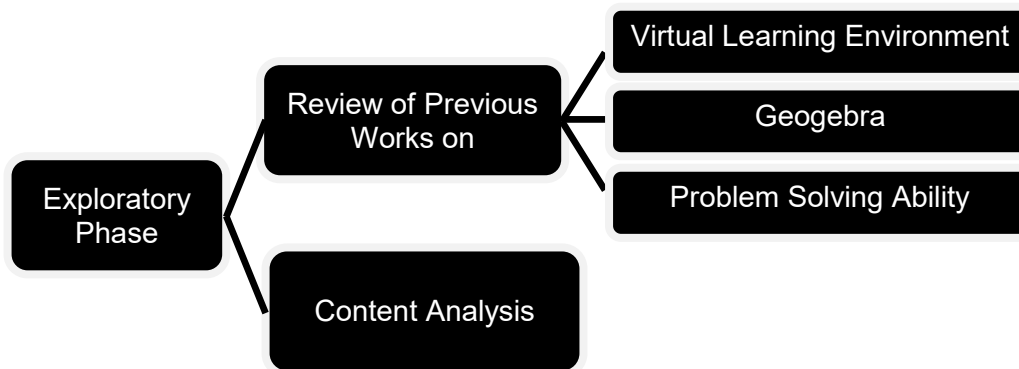 Exploratory
Phase
Review of Previous
Works on
Virtual Learning Environment
Geogebra
Problem Solving Ability
Content Analysis